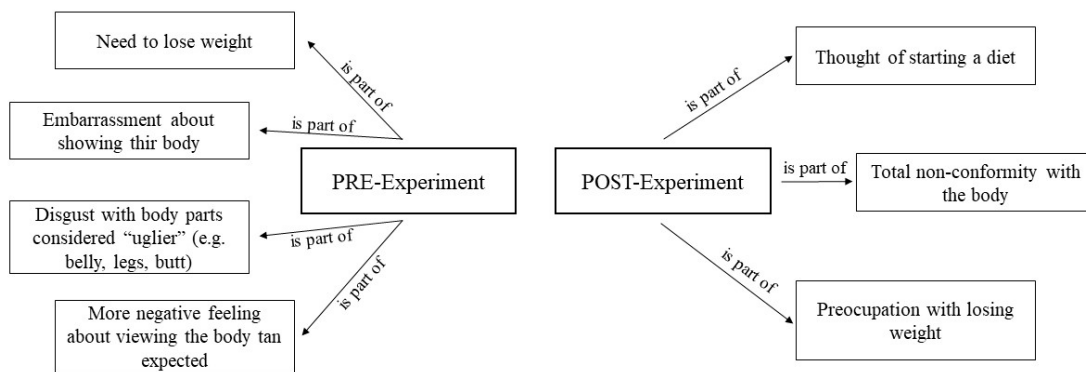 Need to lose weight
is part of
Embarrassment about
showing thir body
is part of
PRE-Experiment
Disgust with body parts
considered “uglier” (e.g.
belly, legs, butt)
is part of
More negative feeling
about viewing the body tan
expected
is part of
Thought of starting a diet
is part of
POST-Experiment
is part of
Total non-conformity with
the body
is part of
Preocupation with losing
weight